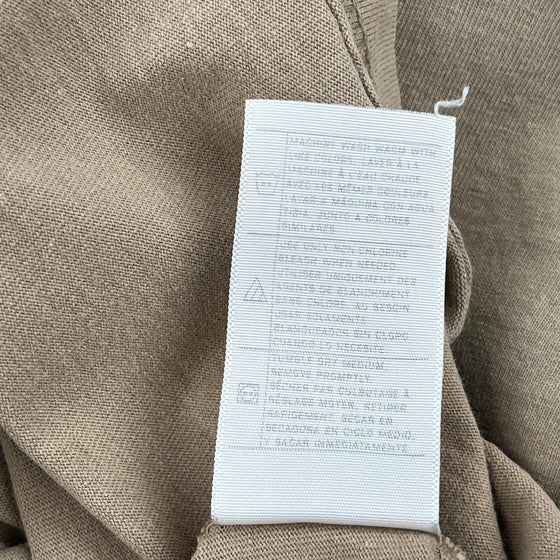 MACHINE WASH WARM WITH
LIKE COLORS. LAVER À LA
MACHINE À L'EAU CHAUDE
AVEC LES MÊMES COULEURS
LAVAR A MAQUINA CON AGUA
TIBIA, JUNTO A COLORES
SIMILARES
USE ONLY NON CHLORINE
BLEACH WHEN NEEDED.
UTILISER UNIQUEMENT DES
AGENTS DE BLANCHIMENT
SANS CHLORE AU BESOIN
USAR SOLAMENTE
BLANQUEADOR SIN CLORO
CUANDO LO NECESITE
TUMBLE DRY MEDIUM,
REMOVE PROMPTLY.
SÉCHER PAR CULBUTAGE À
RÉGLAGE MOYEN, RETIRER
RAPIDEMENT. SECAR EN
SECADORA EN CICLO MEDIO,
Y SACAR INMEDIATAMENTE